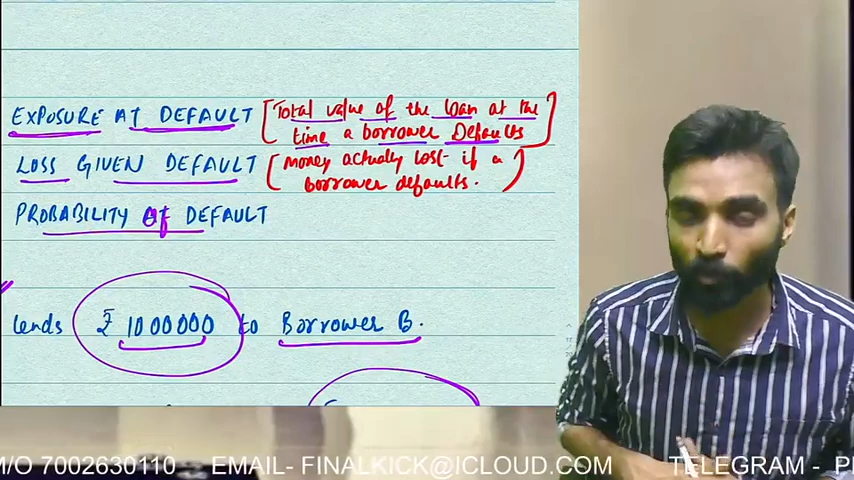 EXPOSURE AT DEFAULT [Total value of the loan at the
time a borrower Defaults]
LOSS GIVEN DEFAULT (money actually lost if a
borrower defaults.)
PROBABILITY of DEFAULT
lends ₹ 1000000 to Borrower B.
M/O 7002630110 -- EMAIL- FINALKICK@ICLOUD.COM TELEGRAM - P